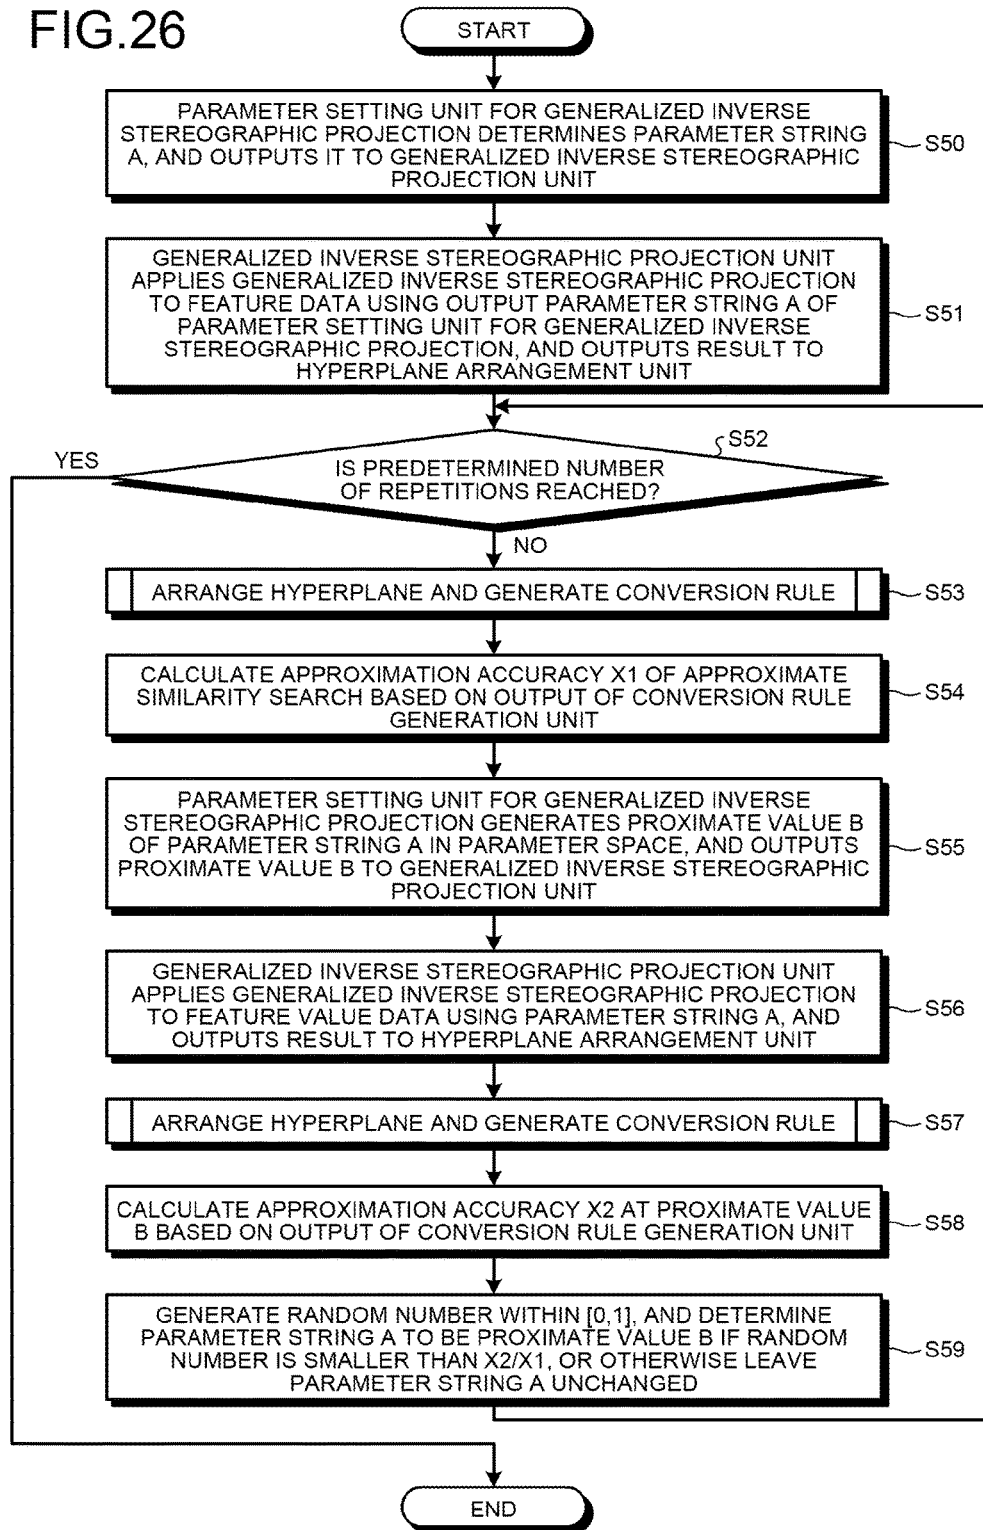 FIG.26
START
PARAMETER SETTING UNIT FOR GENERALIZED INVERSE
STEREOGRAPHIC PROJECTION DETERMINES PARAMETER STRING
A, AND OUTPUTS IT TO GENERALIZED INVERSE STEREOGRAPHIC
PROJECTION UNIT
S50
GENERALIZED INVERSE STEREOGRAPHIC PROJECTION UNIT
APPLIES GENERALIZED INVERSE STEREOGRAPHIC PROJECTION
TO FEATURE DATA USING OUTPUT PARAMETER STRING A OF
PARAMETER SETTING UNIT FOR GENERALIZED INVERSE
STEREOGRAPHIC PROJECTION, AND OUTPUTS RESULT TO
HYPERPLANE ARRANGEMENT UNIT
S51
S52
YES
IS PREDETERMINED NUMBER
OF REPETITIONS REACHED?
NO
ARRANGE HYPERPLANE AND GENERATE CONVERSION RULE
S53
CALCULATE APPROXIMATION ACCURACY X1 OF APPROXIMATE
SIMILARITY SEARCH BASED ON OUTPUT OF CONVERSION RULE
GENERATION UNIT
S54
PARAMETER SETTING UNIT FOR GENERALIZED INVERSE
STEREOGRAPHIC PROJECTION GENERATES PROXIMATE VALUE B
OF PARAMETER STRING A IN PARAMETER SPACE, AND OUTPUTS
PROXIMATE VALUE B TO GENERALIZED INVERSE STEREOGRAPHIC
PROJECTION UNIT
S55
GENERALIZED INVERSE STEREOGRAPHIC PROJECTION UNIT
APPLIES GENERALIZED INVERSE STEREOGRAPHIC PROJECTION
TO FEATURE VALUE DATA USING PARAMETER STRING A, AND
OUTPUTS RESULT TO HYPERPLANE ARRANGEMENT UNIT
S56
ARRANGE HYPERPLANE AND GENERATE CONVERSION RULE
S57
CALCULATE APPROXIMATION ACCURACY X2 AT PROXIMATE VALUE
B BASED ON OUTPUT OF CONVERSION RULE GENERATION UNIT
S58
GENERATE RANDOM NUMBER WITHIN [0,1], AND DETERMINE
PARAMETER STRING A TO BE PROXIMATE VALUE B IF RANDOM
NUMBER IS SMALLER THAN X2/X1, OR OTHERWISE LEAVE
PARAMETER STRING A UNCHANGED
S59
END